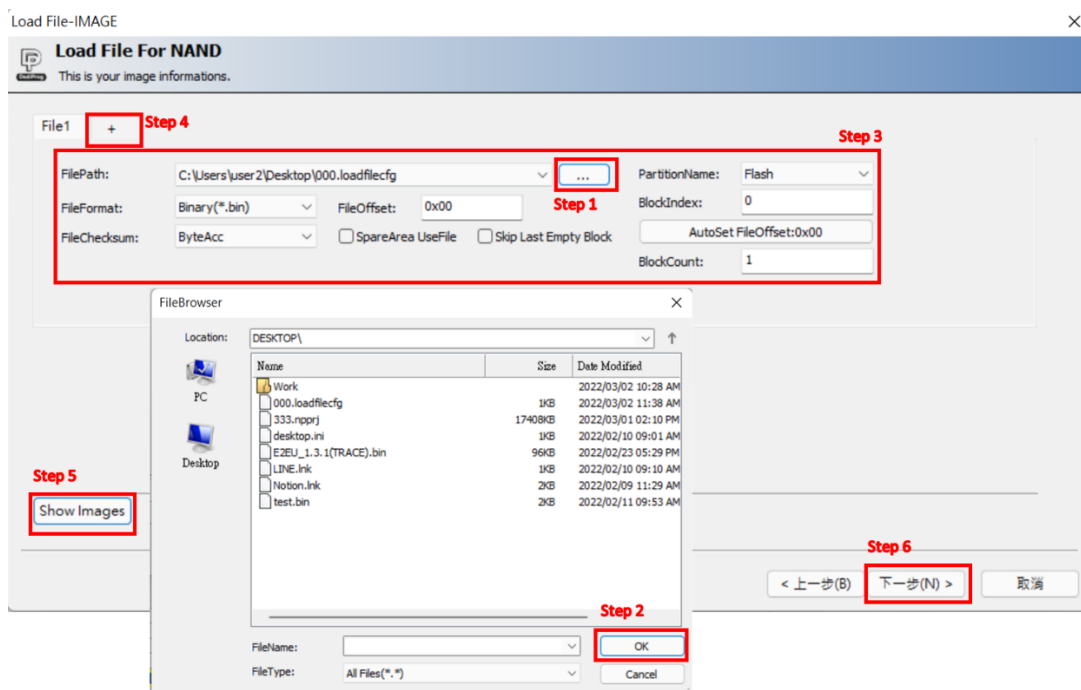 Load File-IMAGE
Load File For NAND
This is your image informations.
File1
+
Step 4
Step 3
FilePath:
C:\Users\user2\Desktop\000.loadfilecfg
...
PartitionName:
Flash
Step 1
FileFormat:
Binary(*.bin)
FileOffset:
0x00
BlockIndex:
0
FileChecksum:
ByteAcc
SpareArea UseFile
Skip Last Empty Block
AutoSet FileOffset:0x00
BlockCount:
1
FileBrowser
Location:
DESKTOP\
PC
Desktop
Name Size Date Modified
Work 2022/03/02 10:28 AM
000.loadfilecfg 1KB 2022/03/02 11:38 AM
333.npprj 17408KB 2022/03/01 02:10 PM
desktop.ini 1KB 2022/02/10 09:01 AM
E2EU_1.3.1(TRACE).bin 96KB 2022/02/23 05:29 PM
LINE.lnk 1KB 2022/02/10 09:10 AM
Notion.lnk 2KB 2022/02/09 11:29 AM
test.bin 2KB 2022/02/11 09:53 AM
Step 5
Show Images
Step 6
< 上一步(B)
下一步(N) >
取消
Step 2
FileName:
OK
FileType:
All Files(*.*)
Cancel